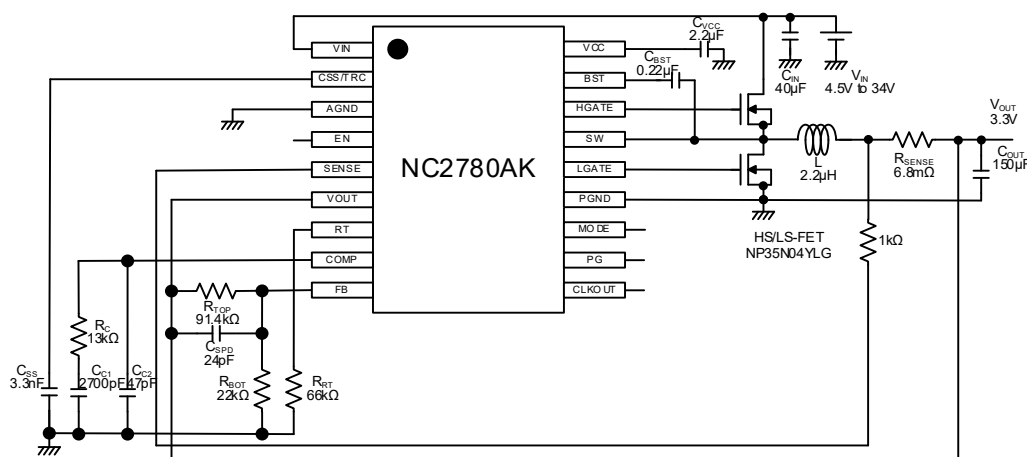 NC2780AK
VIN
CSS/TRC
AGND
EN
SENSE
VOUT
RT
COMP
FB
VCC
BST
HGATE
SW
LGATE
PGND
MODE
PG
CLKOUT
CVCC
2.2µF
CBST
0.22µF
CIN
40µF
VIN
4.5V to 34V
VOUT
3.3V
COUT
150µF
RSENSE
6.8mΩ
L
2.2µH
HS/LS-FET
NP35N04YLG
1kΩ
RTOP
91.4kΩ
CSPD
24pF
RC
13kΩ
CSS
3.3nF
CC1
2700pF
CC2
47pF
RBOT
22kΩ
RRT
66kΩ